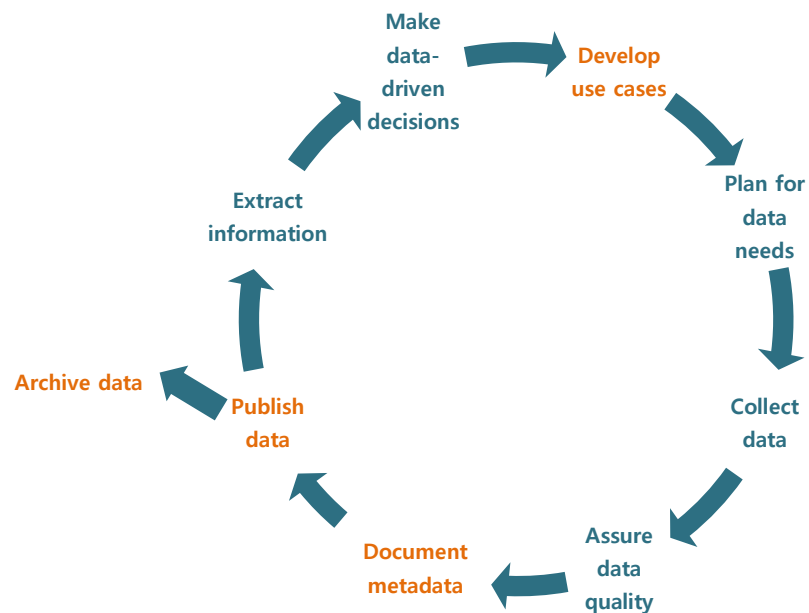 Make
data-
driven
decisions
Develop
use cases
Plan for
data
needs
Collect
data
Assure
data
quality
Document
metadata
Publish
data
Archive data
Extract
information